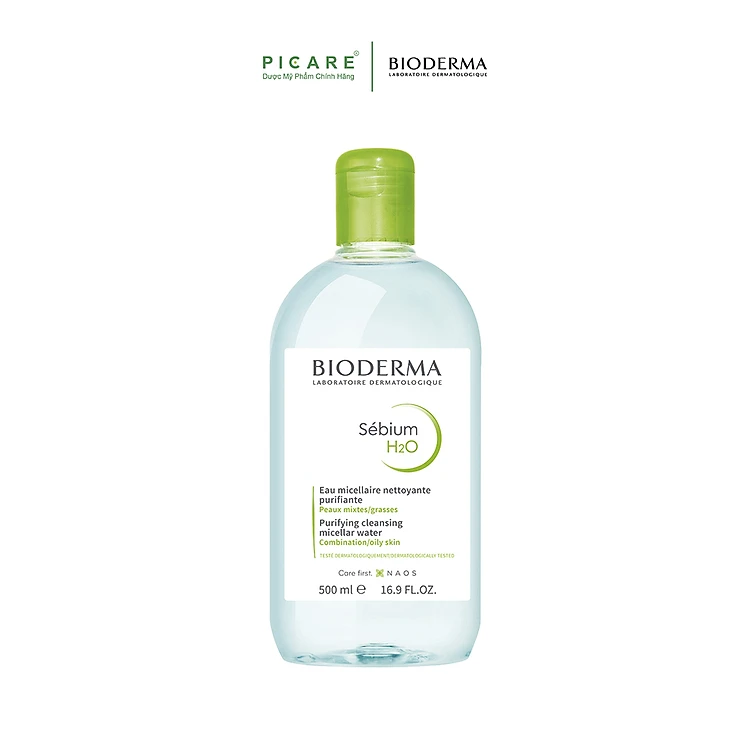 PICARE®
Dược Mỹ Phẩm Chính Hãng
BIODERMA
LABORATOIRE DERMATOLOGIQUE
BIODERMA
LABORATOIRE DERMATOLOGIQUE
Sébium
H2O
Eau micellaire nettoyante
purifiante
Peaux mixtes/grasses
Purifying cleansing
micellar water
Combination/oily skin
TESTÉ DERMATOLOGIQUEMENT/DERMATOLOGICALLY TESTED
Care first. NAOS
500 ml ℮ 16.9 FL.OZ.